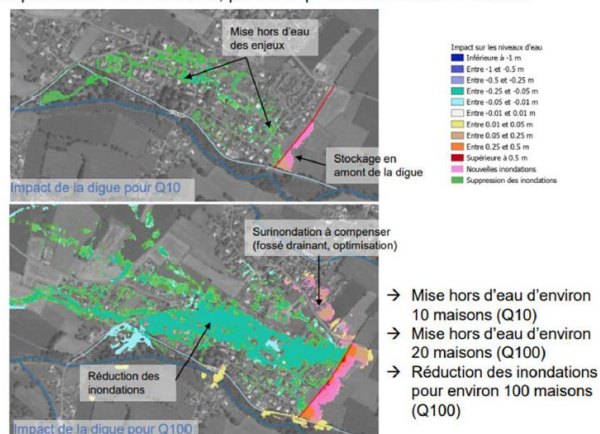 Mise hors d'eau
des enjeux
Stockage en
amont de la digue
Impact de la digue pour Q10
Impact sur les niveaux d'eau
Inférieure à -1 m
Entre -1 et -0.5 m
Entre -0.5 et -0.25 m
Entre -0.25 et -0.05 m
Entre -0.05 et -0.01 m
Entre -0.01 et 0.01 m
Entre 0.01 et 0.05 m
Entre 0.05 et 0.25 m
Entre 0.25 et 0.5 m
Supérieure à 0.5 m
Nouvelles inondations
Suppression des inondations
Surinondation à compenser
(fossé drainant, optimisation)
Réduction des
inondations
Impact de la digue pour Q100
→ Mise hors d'eau d'environ
10 maisons (Q10)
→ Mise hors d'eau d'environ
20 maisons (Q100)
→ Réduction des inondations
pour environ 100 maisons
(Q100)